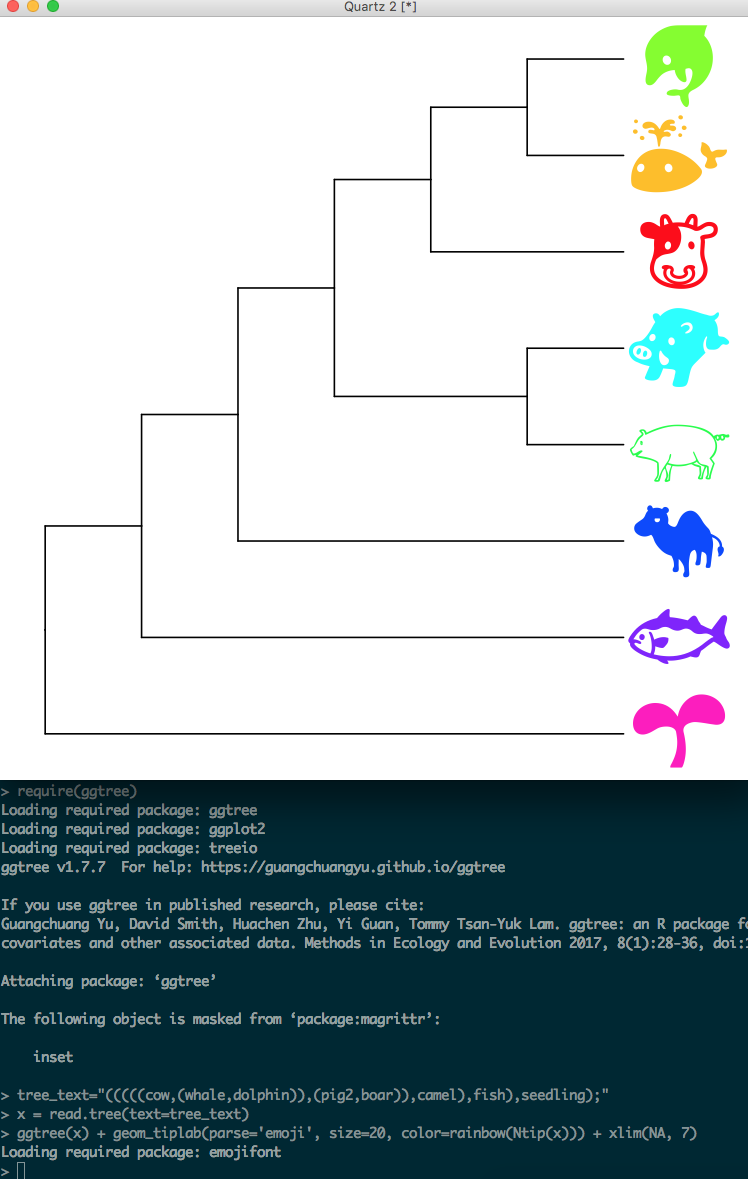 Quartz 2 [*]
> require(ggtree)
Loading required package: ggtree
Loading required package: ggplot2
Loading required package: treeio
ggtree v1.7.7  For help: https://guangchuangyu.github.io/ggtree
If you use ggtree in published research, please cite:
Guangchuang Yu, David Smith, Huachen Zhu, Yi Guan, Tommy Tsan-Yuk Lam. ggtree: an R package fo
covariates and other associated data. Methods in Ecology and Evolution 2017, 8(1):28-36, doi:1
Attaching package: ‘ggtree’
The following object is masked from ‘package:magrittr’:
inset
> tree_text="(((((cow,(whale,dolphin)),(pig2,boar)),camel),fish),seedling);"
> x = read.tree(text=tree_text)
> ggtree(x) + geom_tiplab(parse='emoji', size=20, color=rainbow(Ntip(x))) + xlim(NA, 7)
Loading required package: emojifont
>